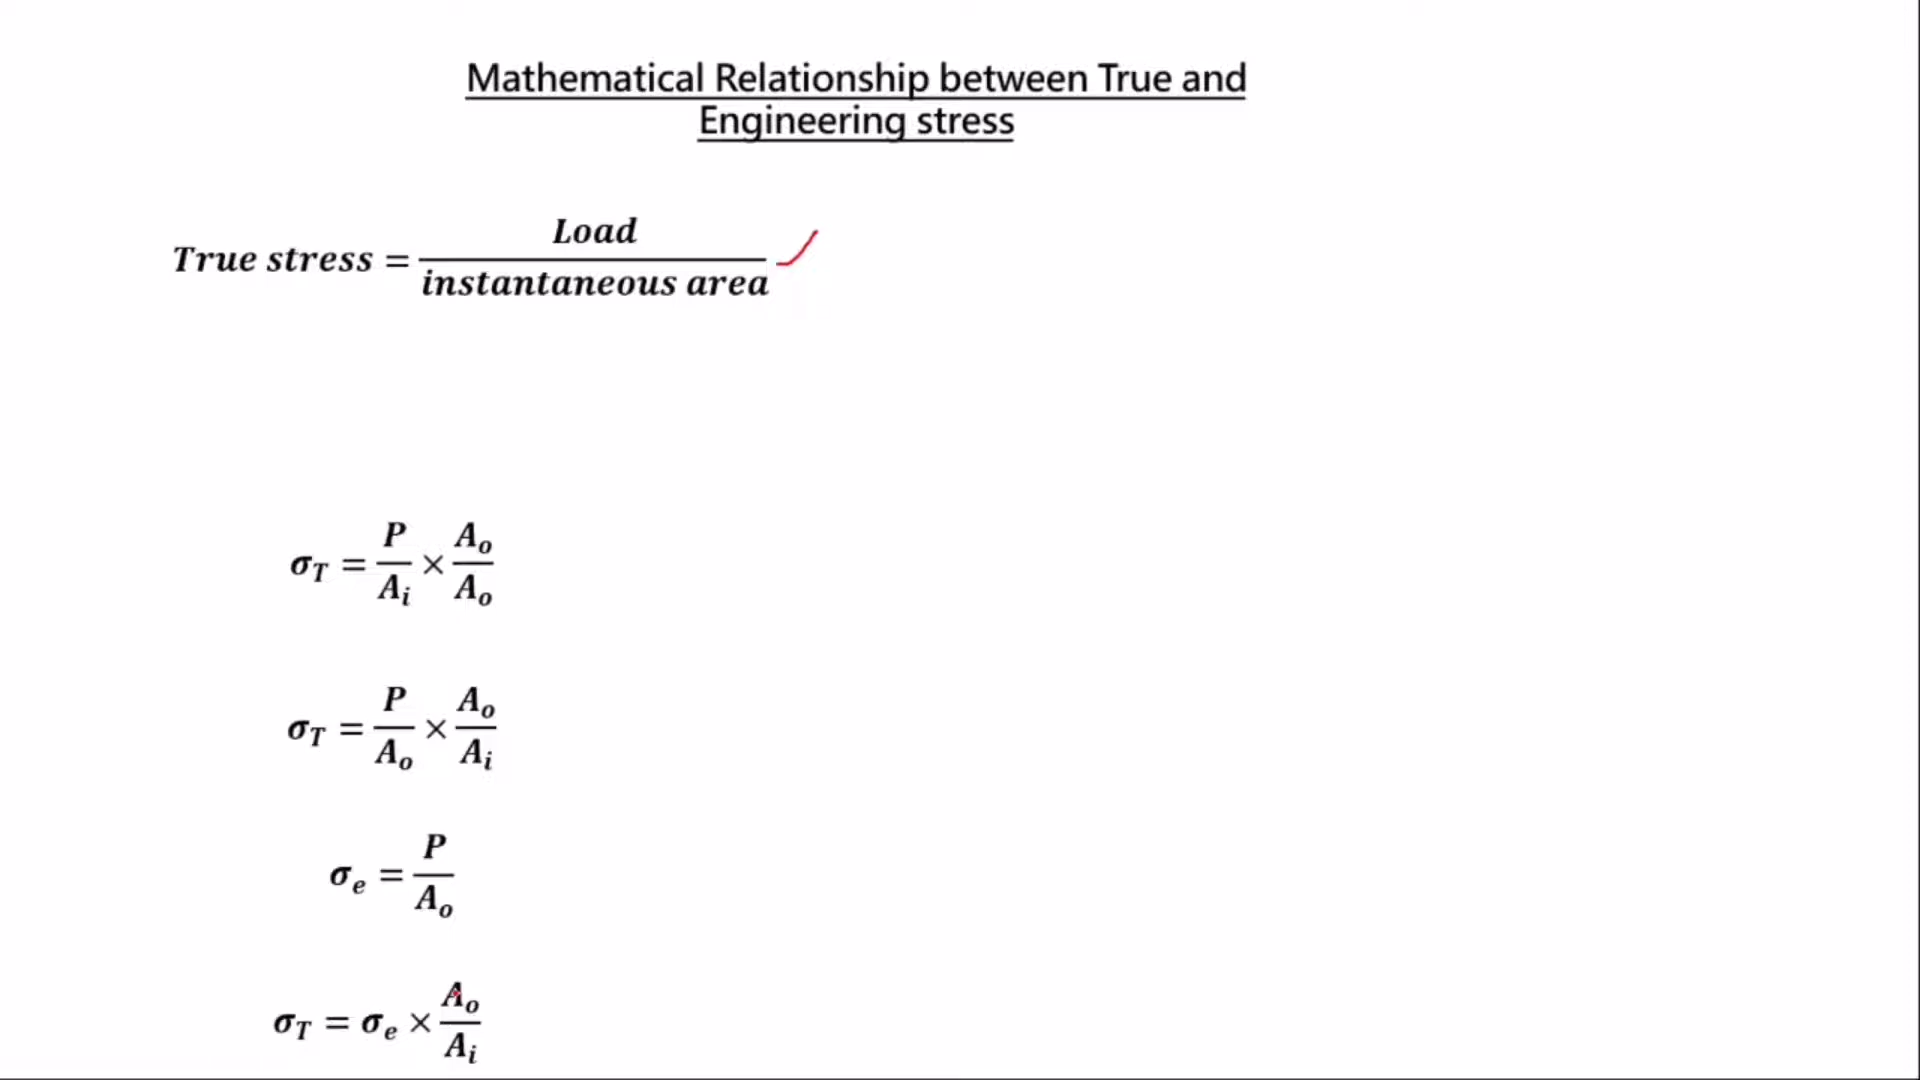 Mathematical Relationship between True and
Engineering stress
True stress = Load / instantaneous area
σ_T = P/A_i × A_o/A_o
σ_T = P/A_o × A_o/A_i
σ_e = P/A_o
σ_T = σ_e × A_o/A_i